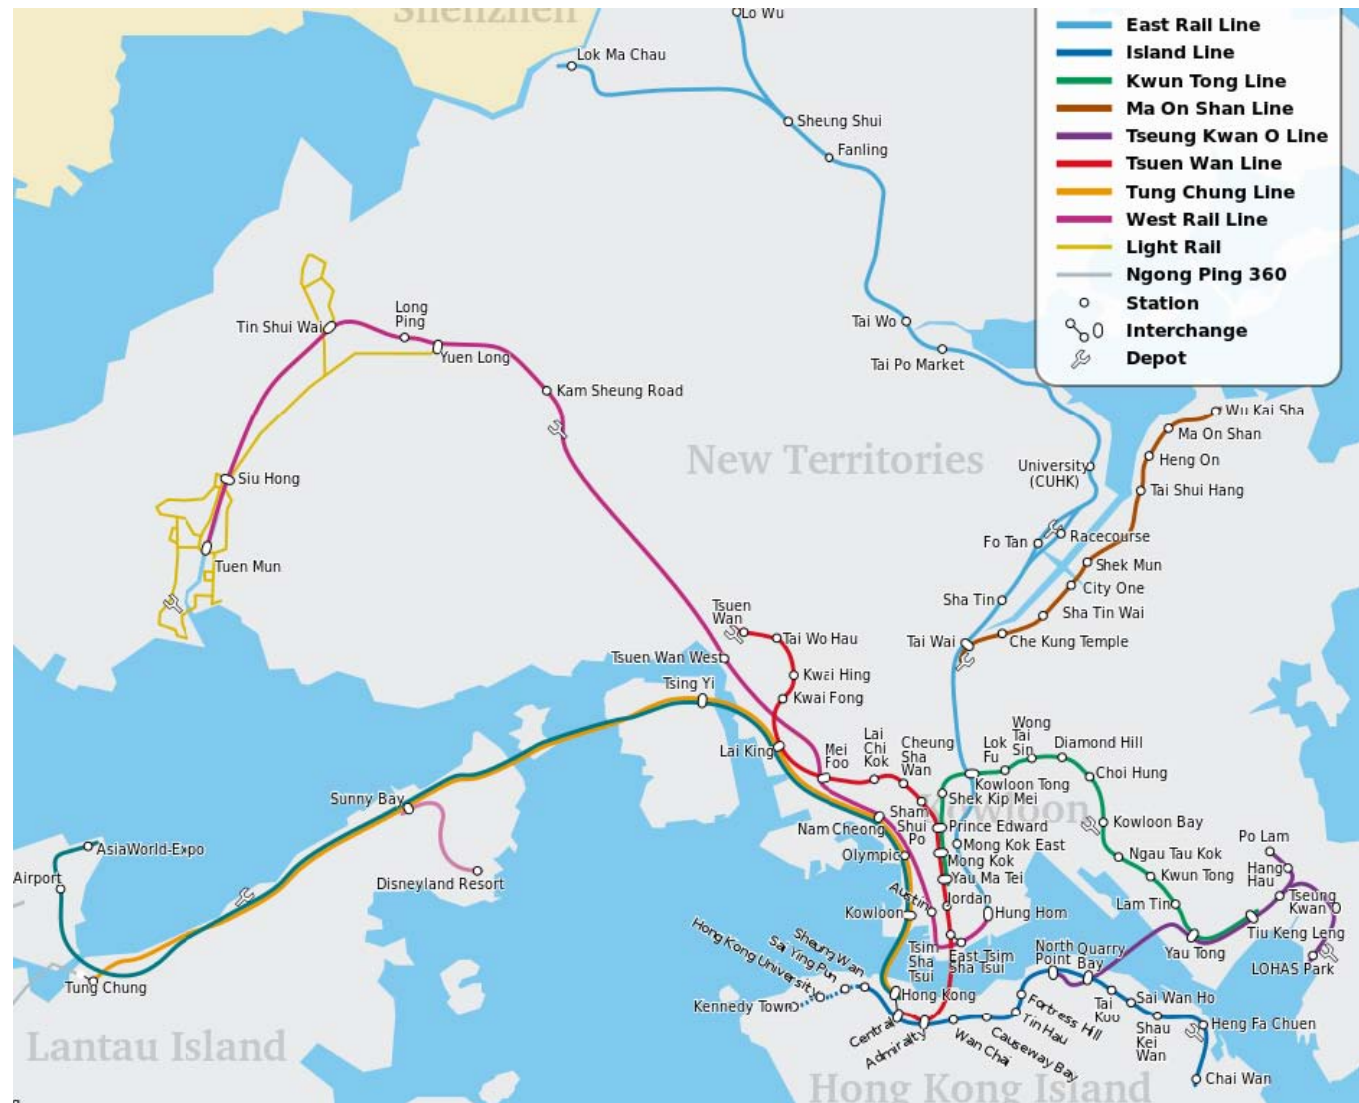 Shenzhen
Lo Wu
Lok Ma Chau
Sheung Shui
Fanling
East Rail Line
Island Line
Kwun Tong Line
Ma On Shan Line
Tseung Kwan O Line
Tsuen Wan Line
Tung Chung Line
West Rail Line
Light Rail
Ngong Ping 360
Station
Interchange
Depot
Tin Shui Wai
Long
Ping
Yuen Long
Kam Sheung Road
Tai Wo
Tai Po Market
Wu Kai Sha
Ma On Shan
Heng On
Tai Shui Hang
New Territories
University
(CUHK)
Siu Hong
Tuen Mun
Fo Tan
Racecourse
Shek Mun
City One
Sha Tin
Sha Tin Wai
Tai Wai
Che Kung Temple
Tsuen
Wan
Tai Wo Hau
Tsuen Wan West
Kwai Hing
Tsing Yi
Kwai Fong
Lai King
Mei
Foo
Lai
Chi
Kok
Cheung
Sha
Wan
Lok
Fu
Wong
Tai
Sin
Diamond Hill
Choi Hung
Kowloon Tong
Shek Kip Mei
Kowloon
Sunny Bay
Disneyland Resort
AsiaWorld-Expo
Airport
Tung Chung
Nam Cheong
Sham
Shui
Po
Prince Edward
Mong Kok East
Mong Kok
Olympic
Yau Ma Tei
Austin
Jordan
Kowloon
Hung Hom
Kowloon Bay
Ngau Tau Kok
Kwun Tong
Lam Tin
Po Lam
Hang
Hau
Tseung
Kwan
Tiu Keng Leng
Yau Tong
LOHAS Park
Tsim
Sha
Tsui
East Tsim
Sha Tsui
North
Point
Quarry
Bay
Sheung Wan
Sai Ying Pun
Hong Kong University
Kennedy Town
Hong Kong
Central
Admiralty
Wan Chai
Causeway Bay
Tin Hau
Fortress Hill
Tai
Koo
Sai Wan Ho
Shau
Kei
Wan
Heng Fa Chuen
Chai Wan
Lantau Island
Hong Kong Island